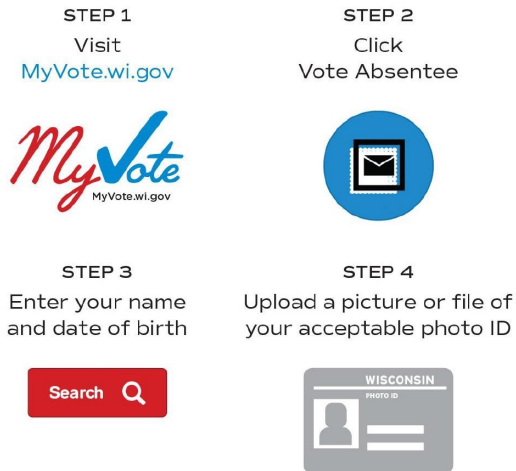 STEP 1
Visit
MyVote.wi.gov
MyVote
MyVote.wi.gov
STEP 2
Click
Vote Absentee
STEP 3
Enter your name
and date of birth
Search
STEP 4
Upload a picture or file of
your acceptable photo ID
WISCONSIN
PHOTO ID